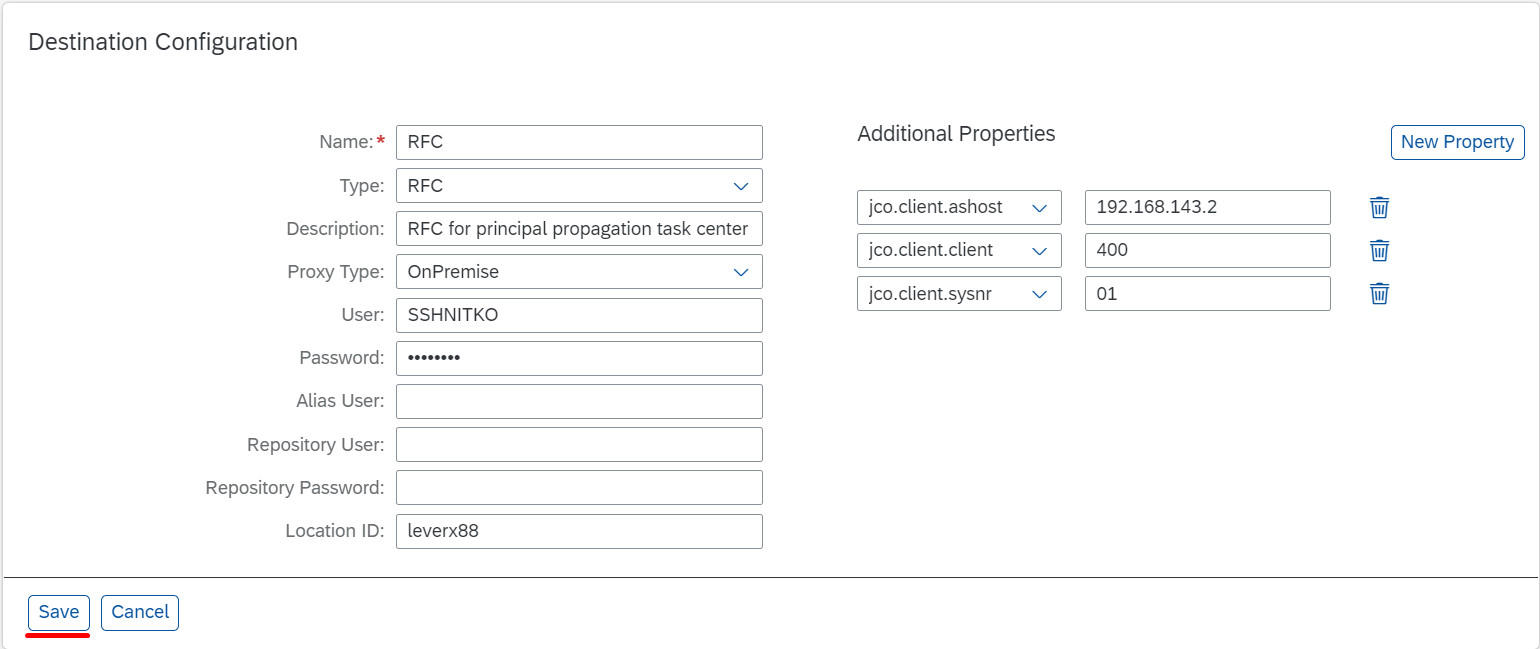 Destination Configuration
Name:* RFC
Type: RFC
Description: RFC for principal propagation task center
Proxy Type: OnPremise
User: SSHNITKO
Password: ••••••••
Alias User:
Repository User:
Repository Password:
Location ID: leverx88
Additional Properties
New Property
jco.client.ashost 192.168.143.2
jco.client.client 400
jco.client.sysnr 01
Save Cancel